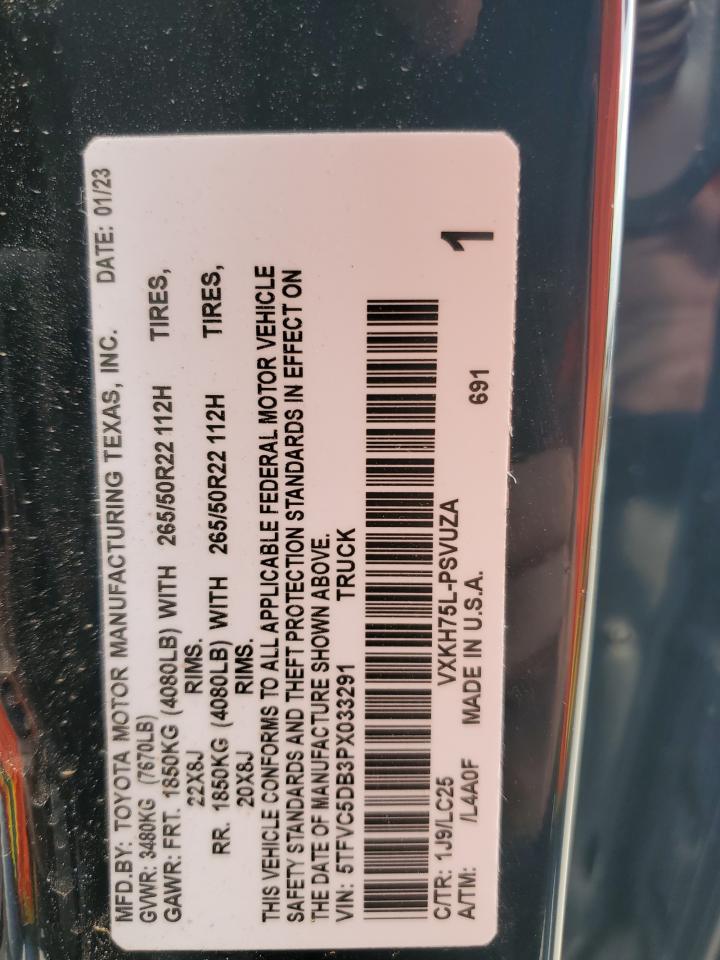 MFD.BY: TOYOTA MOTOR MANUFACTURING TEXAS, INC. DATE: 01/23
GVWR: 3480KG (7670LB)
GAWR: FRT. 1850KG (4080LB) WITH 265/50R22 112H TIRES,
22X8J RIMS.
RR. 1850KG (4080LB) WITH 265/50R22 112H TIRES,
20X8J RIMS.
THIS VEHICLE CONFORMS TO ALL APPLICABLE FEDERAL MOTOR VEHICLE
SAFETY STANDARDS AND THEFT PROTECTION STANDARDS IN EFFECT ON
THE DATE OF MANUFACTURE SHOWN ABOVE.
VIN: 5TFVC5DB3PX033291 TRUCK
C/TR: 1J9/LC25 VXKH75L-PSVUZA
A/TM: /L4A0F MADE IN U.S.A. 691 1